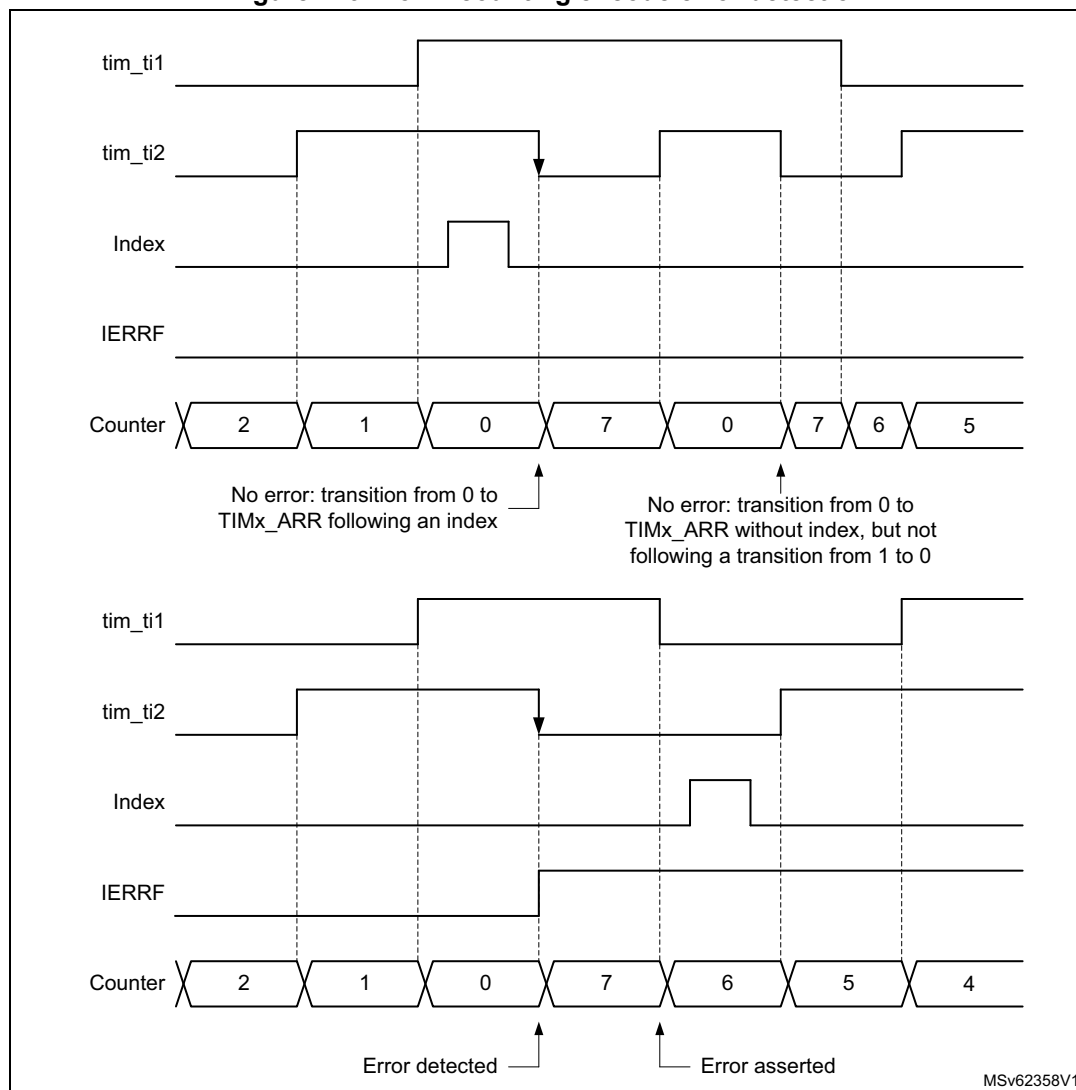 tim_ti1
tim_ti2
Index
IERRF
Counter 2 1 0 7 0 7 6 5
No error: transition from 0 to
TIMx_ARR following an index
No error: transition from 0 to
TIMx_ARR without index, but not
following a transition from 1 to 0
tim_ti1
tim_ti2
Index
IERRF
Counter 2 1 0 7 6 5 4
Error detected
Error asserted
MSv62358V1